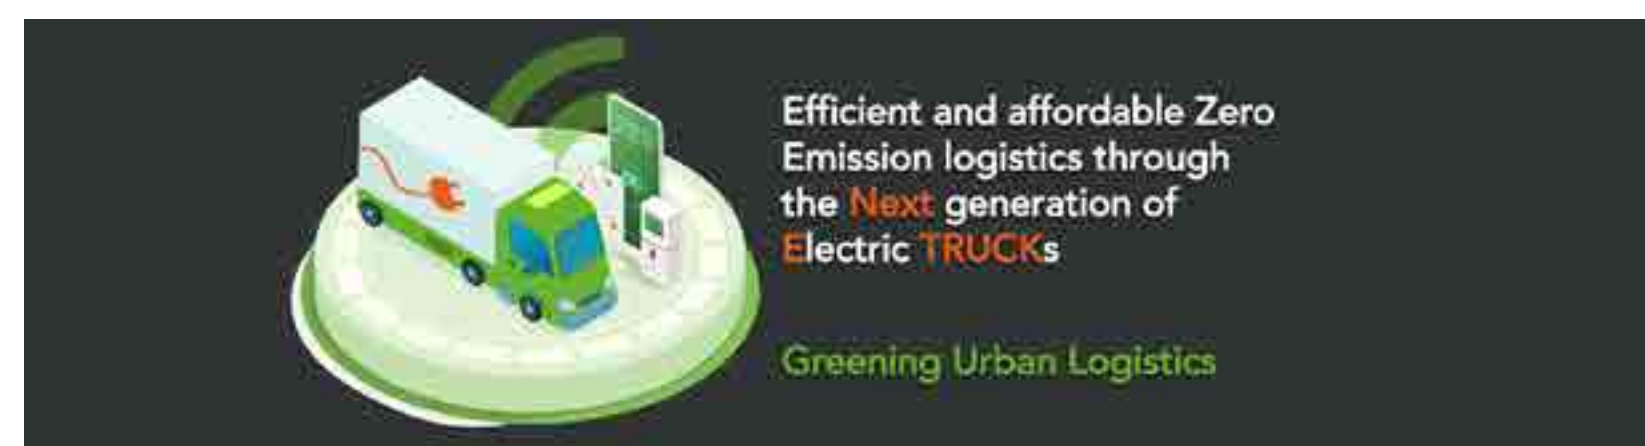 Efficient and affordable Zero
Emission logistics through
the Next generation of
Electric TRUCKs
Greening Urban Logistics